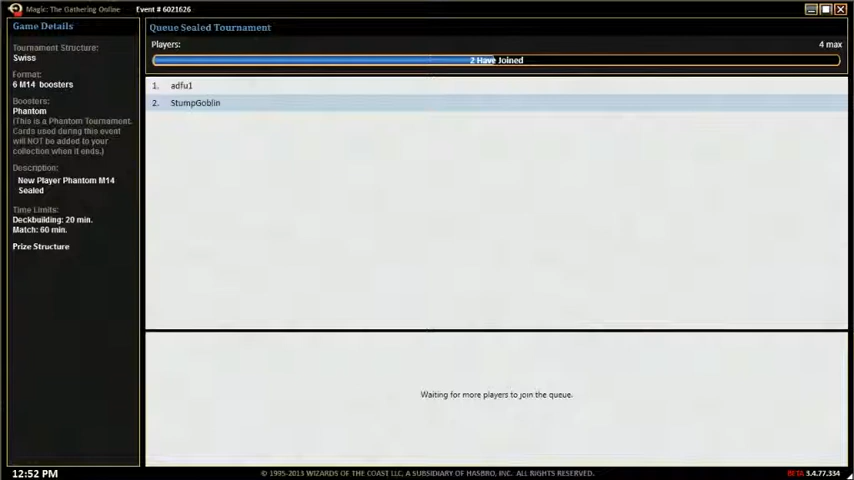 Magic: The Gathering Online Event # 6021626
Game Details
Tournament Structure:
Swiss
Format:
6 M14 boosters
Boosters:
Phantom
(This is a Phantom Tournament.
Cards used during this event
will NOT be added to your
collection when it ends.)
Description:
New Player Phantom M14
Sealed
Time Limits:
Deckbuilding: 20 min.
Match: 60 min.
Prize Structure
12:52 PM
Queue Sealed Tournament
Players: 4 max
2 Have Joined
1. adfu1
2. StumpGoblin
Waiting for more players to join the queue.
© 1995-2013 WIZARDS OF THE COAST LLC, A SUBSIDIARY OF HASBRO, INC. ALL RIGHTS RESERVED.
BETA 3.4.77.334